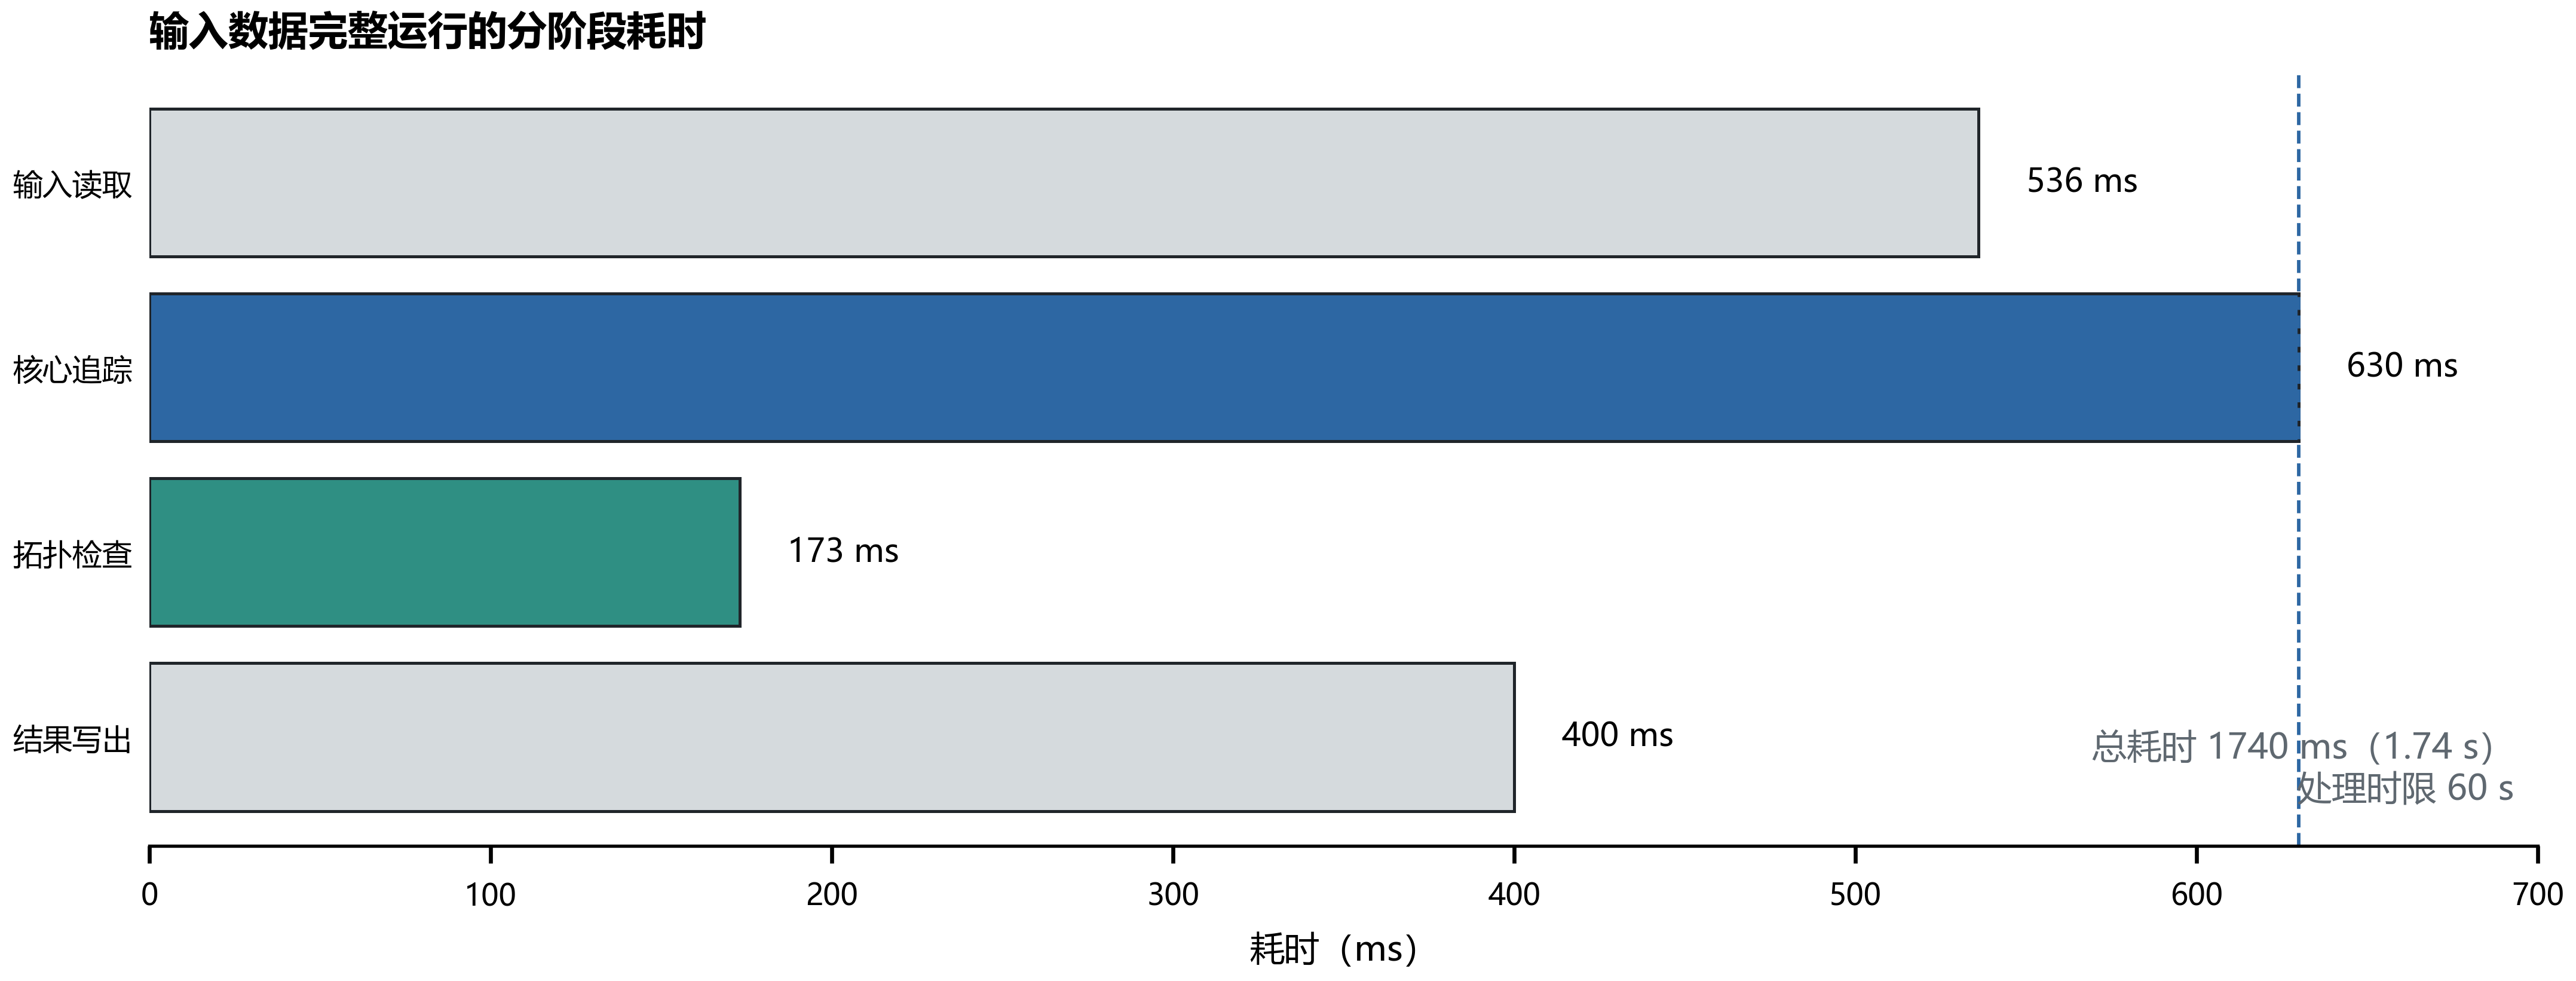 输入数据完整运行的分阶段耗时
输入读取
536 ms
核心追踪
630 ms
拓扑检查
173 ms
结果写出
400 ms
总耗时 1740 ms（1.74 s）
处理时限 60 s
0 100 200 300 400 500 600 700
耗时（ms）